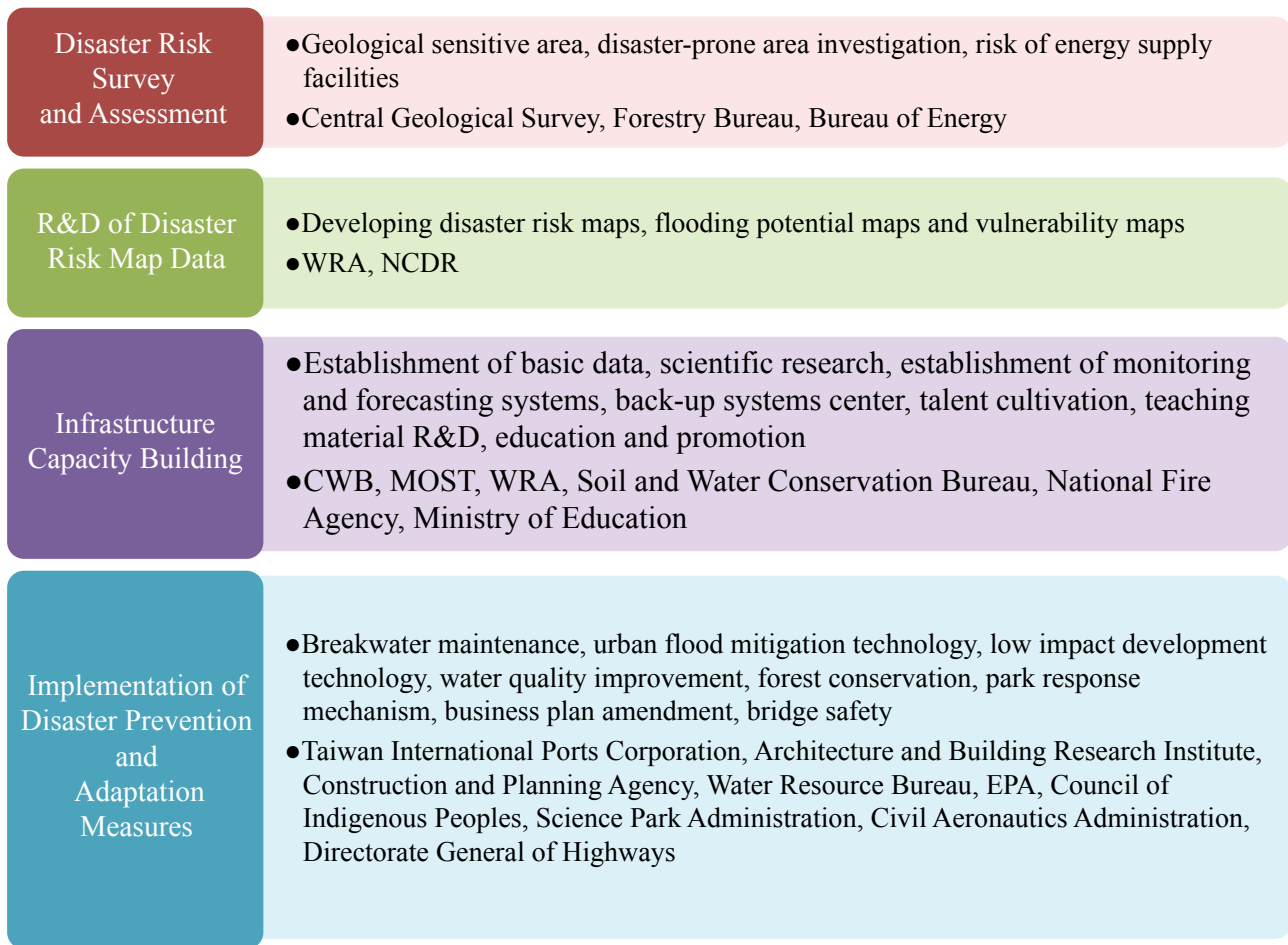 Disaster Risk
Survey
and Assessment
●Geological sensitive area, disaster-prone area investigation, risk of energy supply
facilities
●Central Geological Survey, Forestry Bureau, Bureau of Energy
R&D of Disaster
Risk Map Data
●Developing disaster risk maps, flooding potential maps and vulnerability maps
●WRA, NCDR
Infrastructure
Capacity Building
●Establishment of basic data, scientific research, establishment of monitoring
and forecasting systems, back-up systems center, talent cultivation, teaching
material R&D, education and promotion
●CWB, MOST, WRA, Soil and Water Conservation Bureau, National Fire
Agency, Ministry of Education
Implementation of
Disaster Prevention
and
Adaptation
Measures
●Breakwater maintenance, urban flood mitigation technology, low impact development
technology, water quality improvement, forest conservation, park response
mechanism, business plan amendment, bridge safety
●Taiwan International Ports Corporation, Architecture and Building Research Institute,
Construction and Planning Agency, Water Resource Bureau, EPA, Council of
Indigenous Peoples, Science Park Administration, Civil Aeronautics Administration,
Directorate General of Highways